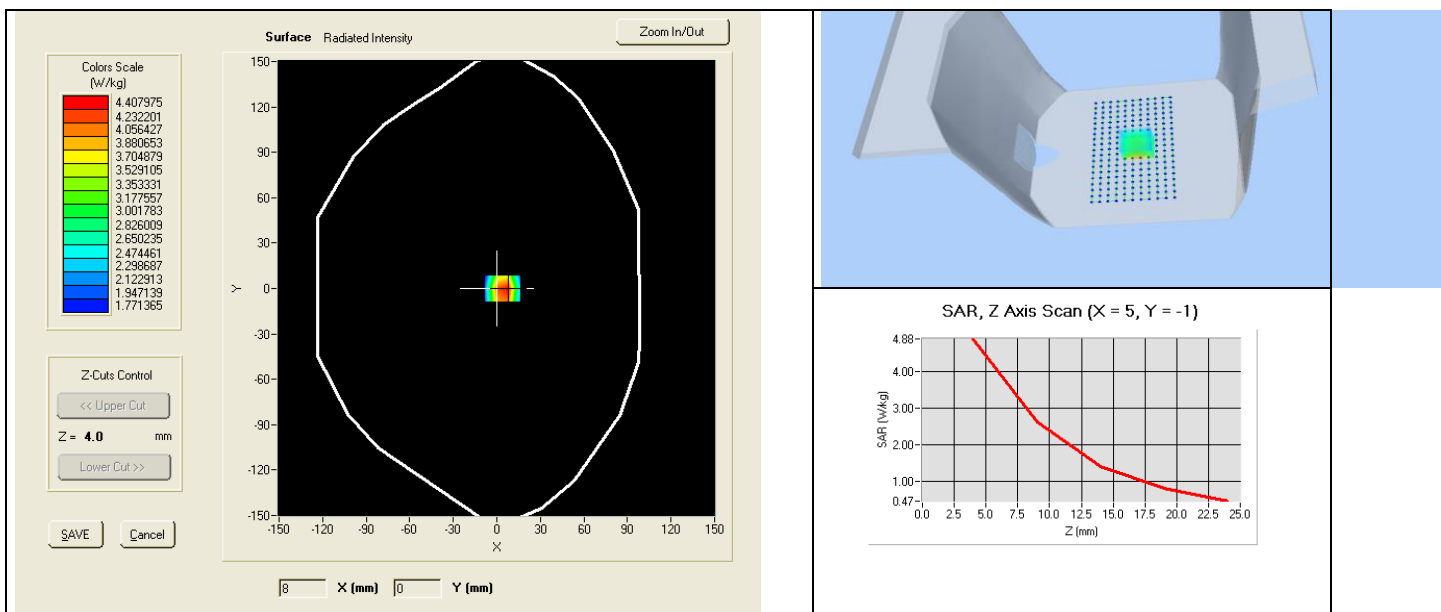 Surface Radiated Intensity
Zoom In/Out
Colors Scale
(W/kg)
4.407975
4.232201
4.056427
3.880653
3.704879
3.529105
3.353331
3.177557
3.001783
2.826009
2.650235
2.474461
2.298687
2.122913
1.947139
1.771365
Z-Cuts Control
<< Upper Cut
Z = 4.0 mm
Lower Cut >>
SAVE Cancel
150
120
90
60
30
0
-30
-60
-90
-120
-150
Y
-150 -120 -90 -60 -30 0 30 60 90 120 150
X
8 X (mm) 0 Y (mm)
SAR, Z Axis Scan (X = 5, Y = -1)
4.88
4.00
3.00
2.00
1.00
0.47
SAR (W/kg)
0.0 2.5 5.0 7.5 10.0 12.5 15.0 17.5 20.0 22.5 25.0
Z (mm)